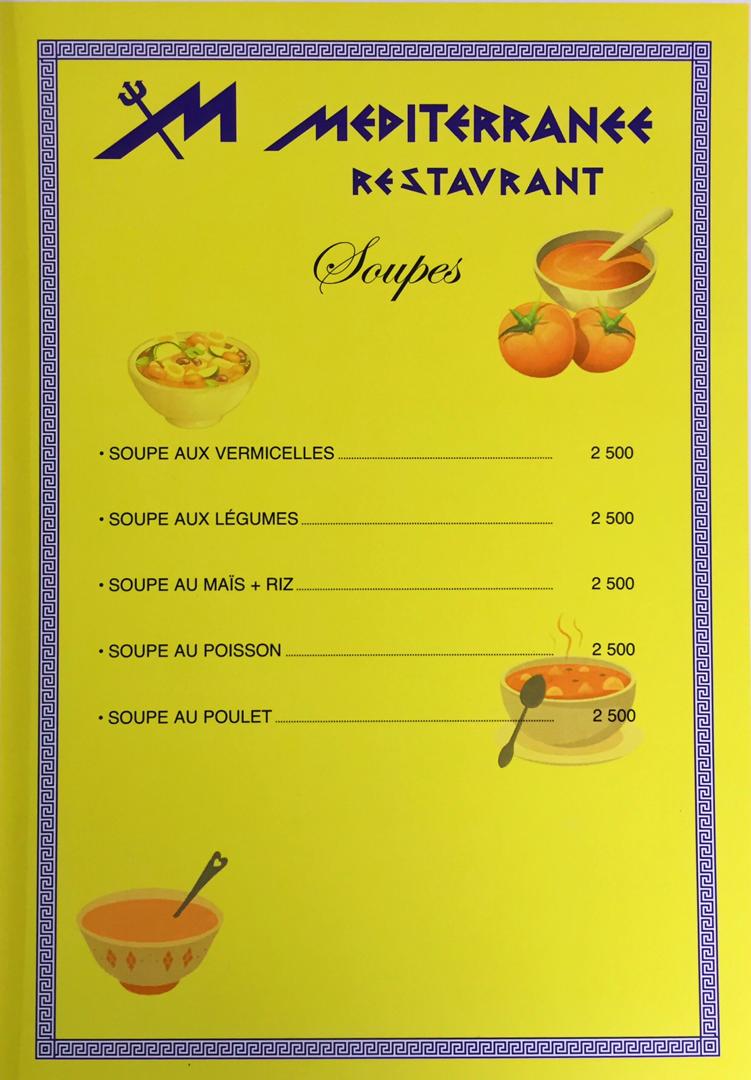 M MEDITERRANEE
RESTAVRANT
Soupes
• SOUPE AUX VERMICELLES 2 500
• SOUPE AUX LÉGUMES 2 500
• SOUPE AU MAÏS + RIZ 2 500
• SOUPE AU POISSON 2 500
• SOUPE AU POULET 2 500